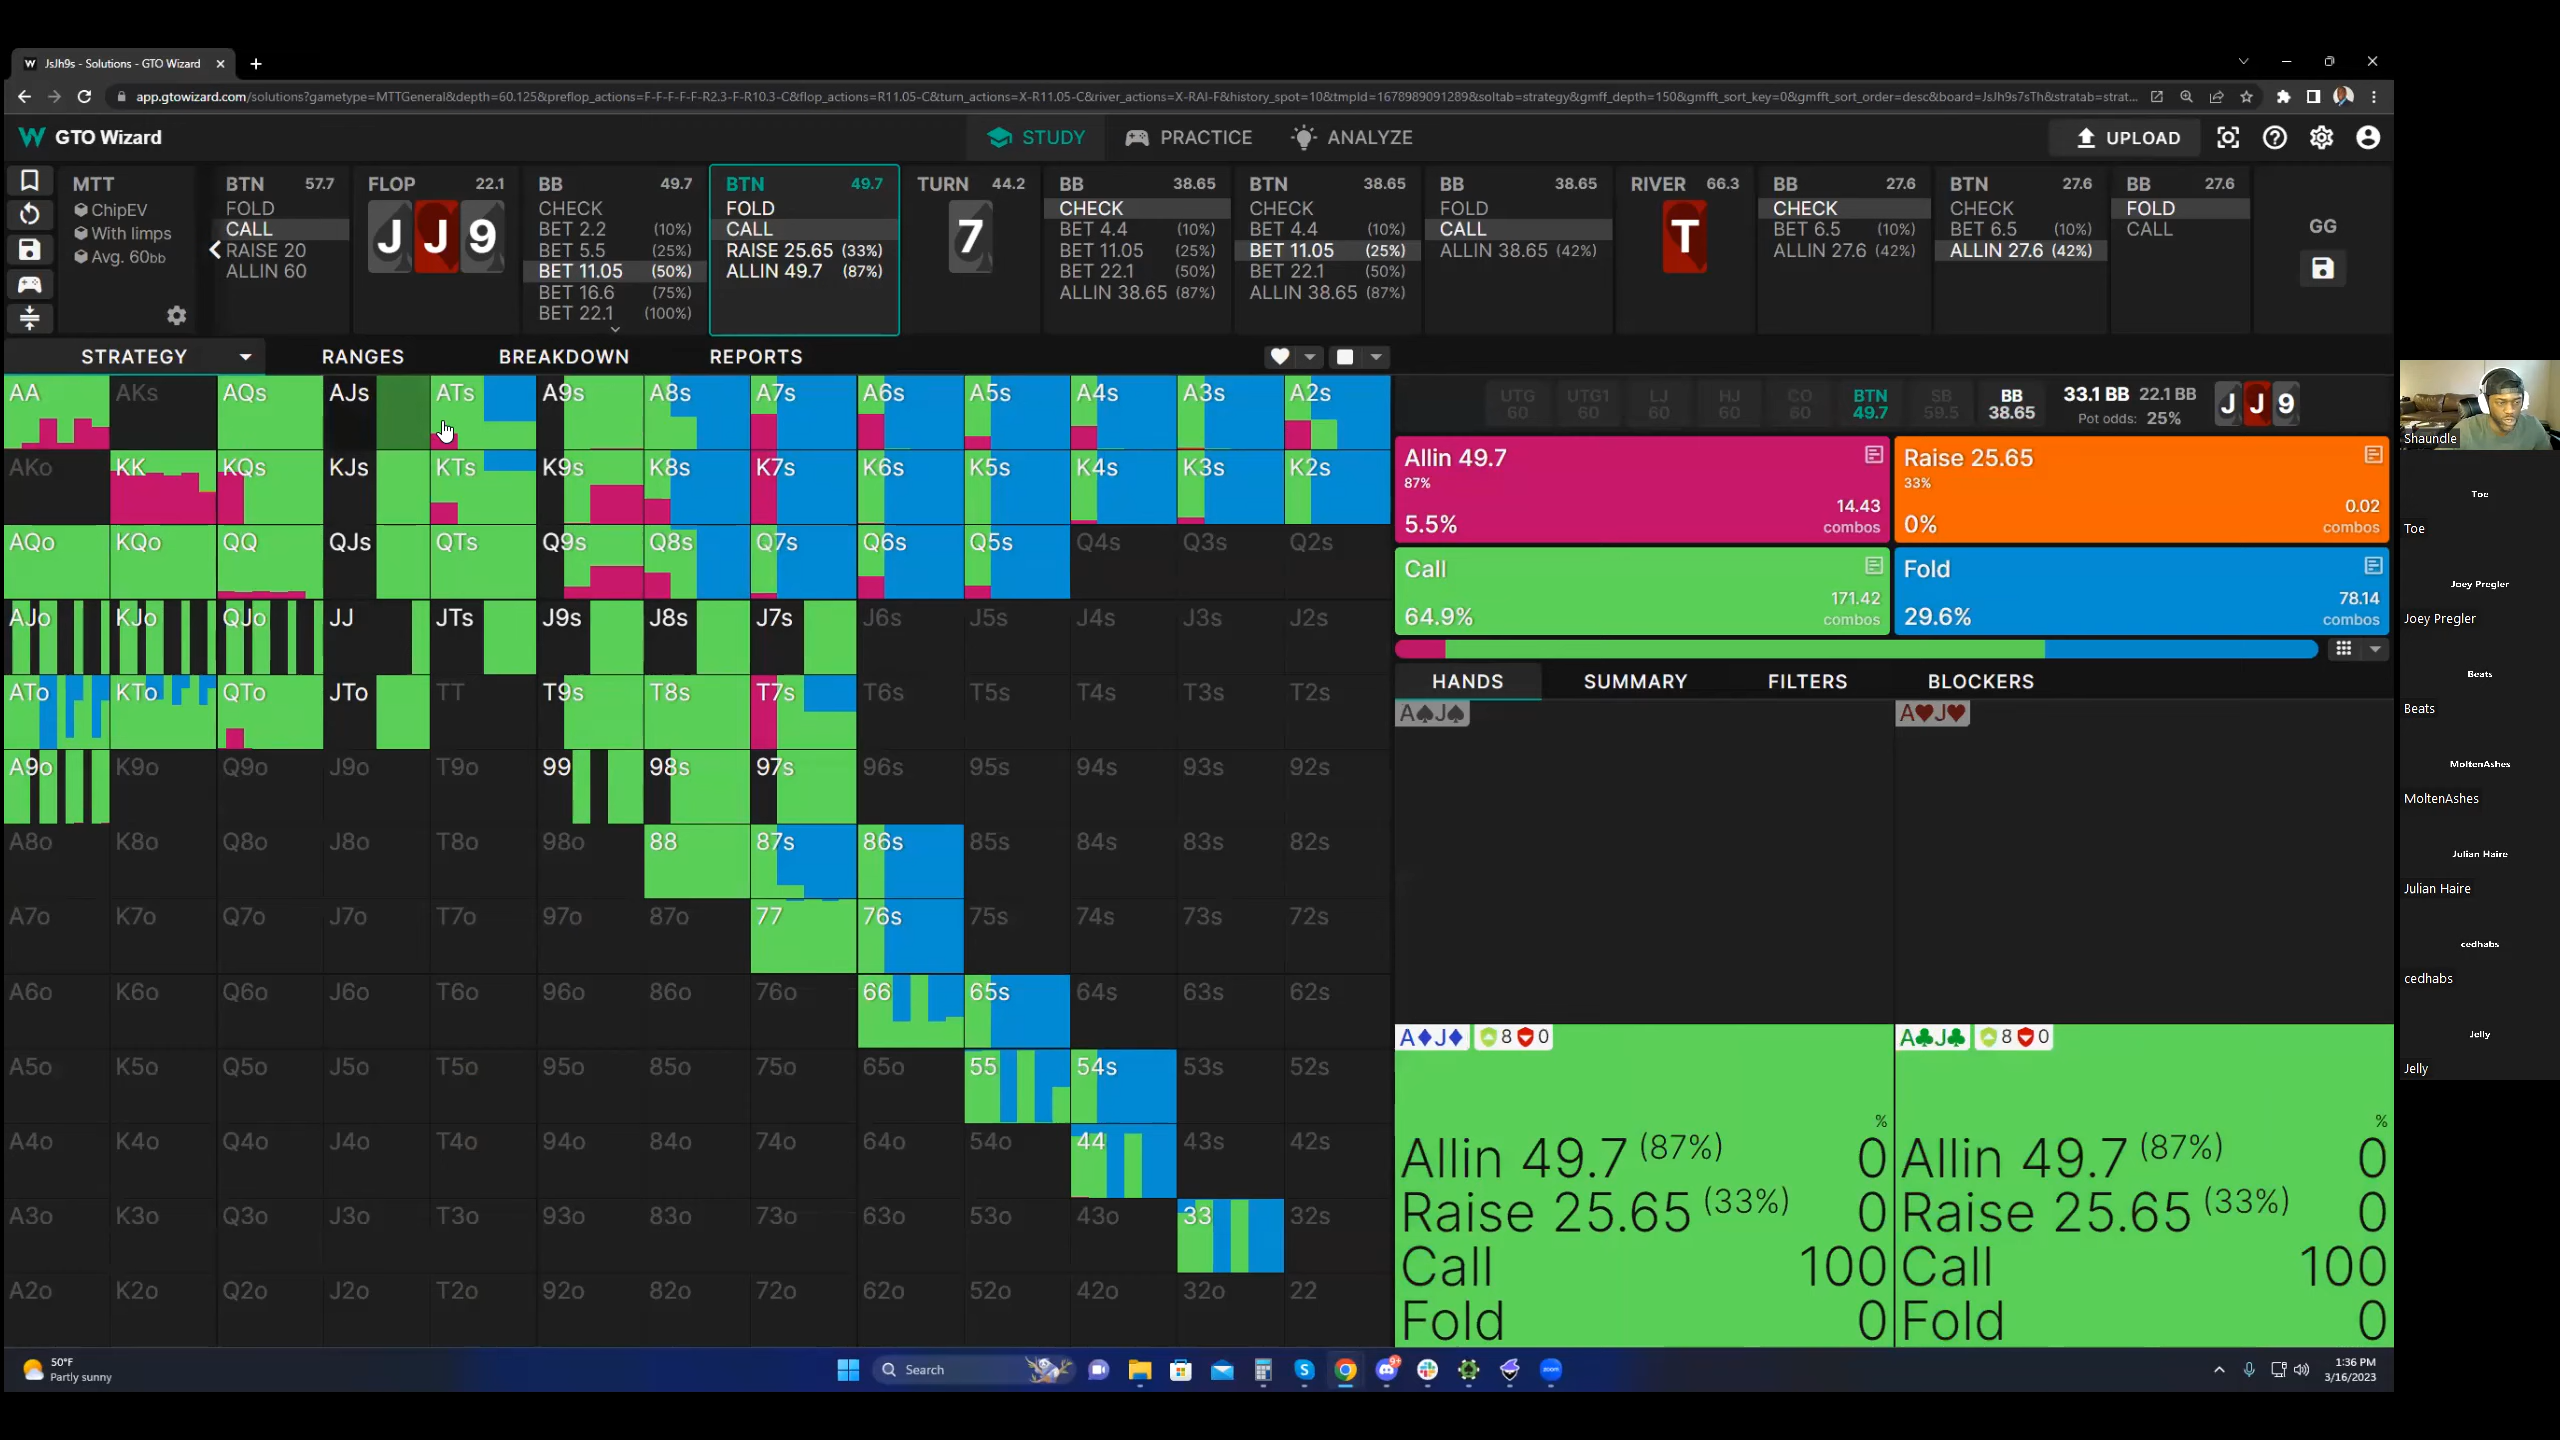 JsJh9s - Solutions - GTO Wizard
app.gtowizard.com/solutions?gametype=MTTGeneral&depth=60.125&preflop_actions=F-F-F-F-F-R2.3-F-R10.3-C&flop_actions=R11.05-C&turn_actions=X-R11.05-C&river_actions=X-RAI-F&history_spot=10&tmpId=1678989091289&soltab=strategy&gmff_depth=150&gmfft_sort_key=0&gmfft_sort_order=desc&board=JsJh9s7sTh&stratab=strat...
W GTO Wizard
STUDY PRACTICE ANALYZE UPLOAD
MTT
ChipEV
With limps
Avg. 60bb
BTN 57.7
FOLD
CALL
RAISE 20
ALLIN 60
FLOP 22.1
J J 9
BB 49.7
CHECK
BET 2.2 (10%)
BET 5.5 (25%)
BET 11.05 (50%)
BET 16.6 (75%)
BET 22.1 (100%)
BTN 49.7
FOLD
CALL
RAISE 25.65 (33%)
ALLIN 49.7 (87%)
TURN 44.2
7
BB 38.65
CHECK
BET 4.4 (10%)
BET 11.05 (25%)
BET 22.1 (50%)
ALLIN 38.65 (87%)
BTN 38.65
CHECK
BET 4.4 (10%)
BET 11.05 (25%)
BET 22.1 (50%)
ALLIN 38.65 (87%)
BB 38.65
FOLD
CALL
ALLIN 38.65 (42%)
RIVER 66.3
T
BB 27.6
CHECK
BET 6.5 (10%)
ALLIN 27.6 (42%)
BTN 27.6
CHECK
BET 6.5 (10%)
ALLIN 27.6 (42%)
BB 27.6
FOLD
CALL
GG
STRATEGY RANGES BREAKDOWN REPORTS
AA AKs AQs AJs ATs A9s A8s A7s A6s A5s A4s A3s A2s
AKo KK KQs KJs KTs K9s K8s K7s K6s K5s K4s K3s K2s
AQo KQo QQ QJs QTs Q9s Q8s Q7s Q6s Q5s Q4s Q3s Q2s
AJo KJo QJo JJ JTs J9s J8s J7s J6s J5s J4s J3s J2s
ATo KTo QTo JTo TT T9s T8s T7s T6s T5s T4s T3s T2s
A9o K9o Q9o J9o T9o 99 98s 97s 96s 95s 94s 93s 92s
A8o K8o Q8o J8o T8o 98o 88 87s 86s 85s 84s 83s 82s
A7o K7o Q7o J7o T7o 97o 87o 77 76s 75s 74s 73s 72s
A6o K6o Q6o J6o T6o 96o 86o 76o 66 65s 64s 63s 62s
A5o K5o Q5o J5o T5o 95o 85o 75o 65o 55 54s 53s 52s
A4o K4o Q4o J4o T4o 94o 84o 74o 64o 54o 44 43s 42s
A3o K3o Q3o J3o T3o 93o 83o 73o 63o 53o 43o 33 32s
A2o K2o Q2o J2o T2o 92o 82o 72o 62o 52o 42o 32o 22
UTG UTG1 LJ HJ CO BTN SB BB 33.1 BB 22.1 BB J J 9
60 60 60 60 60 49.7 59.5 38.65 Pot odds: 25%
Allin 49.7
87%
14.43
5.5% combos
Raise 25.65
33%
0.02
0% combos
Call
171.42
64.9% combos
Fold
78.14
29.6% combos
HANDS SUMMARY FILTERS BLOCKERS
A♠J♠ A♥J♥
A♦J♦ 8 0
%
Allin 49.7 (87%) 0
Raise 25.65 (33%) 0
Call 100
Fold 0
A♣J♣ 8 0
%
Allin 49.7 (87%) 0
Raise 25.65 (33%) 0
Call 100
Fold 0
Shaundle
Toe
Toe
Joey Pregler
Joey Pregler
Beats
Beats
MoltenAshes
MoltenAshes
Julian Haire
Julian Haire
cedhabs
cedhabs
Jelly
Jelly
50°F
Partly sunny
Search
1:36 PM
3/16/2023